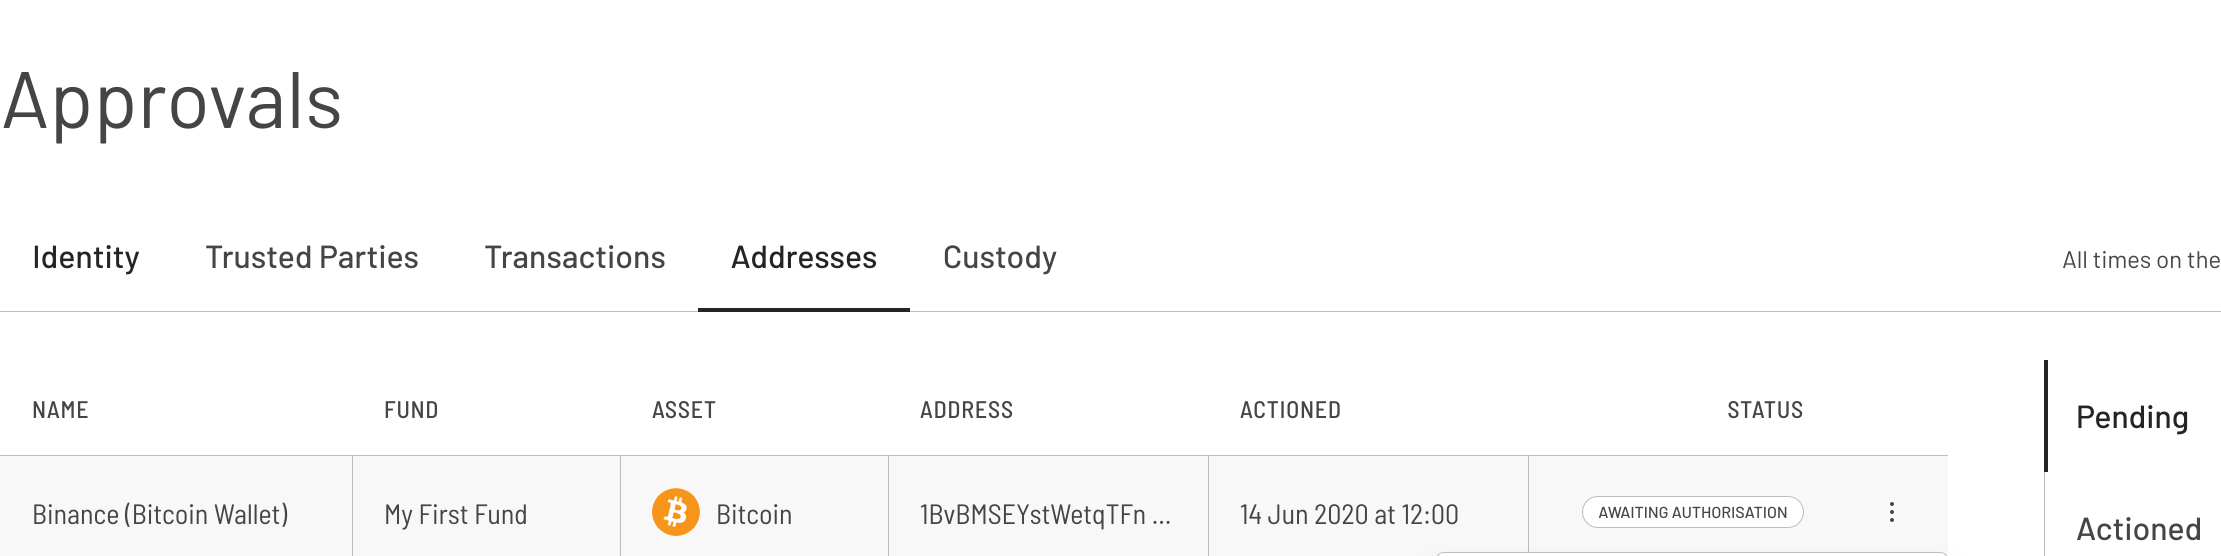 Approvals
Identity Trusted Parties Transactions Addresses Custody All times on the
NAME FUND ASSET ADDRESS ACTIONED STATUS
Pending
Binance (Bitcoin Wallet) My First Fund Bitcoin 1BvBMSEYstWetqTFn ... 14 Jun 2020 at 12:00 AWAITING AUTHORISATION
Actioned